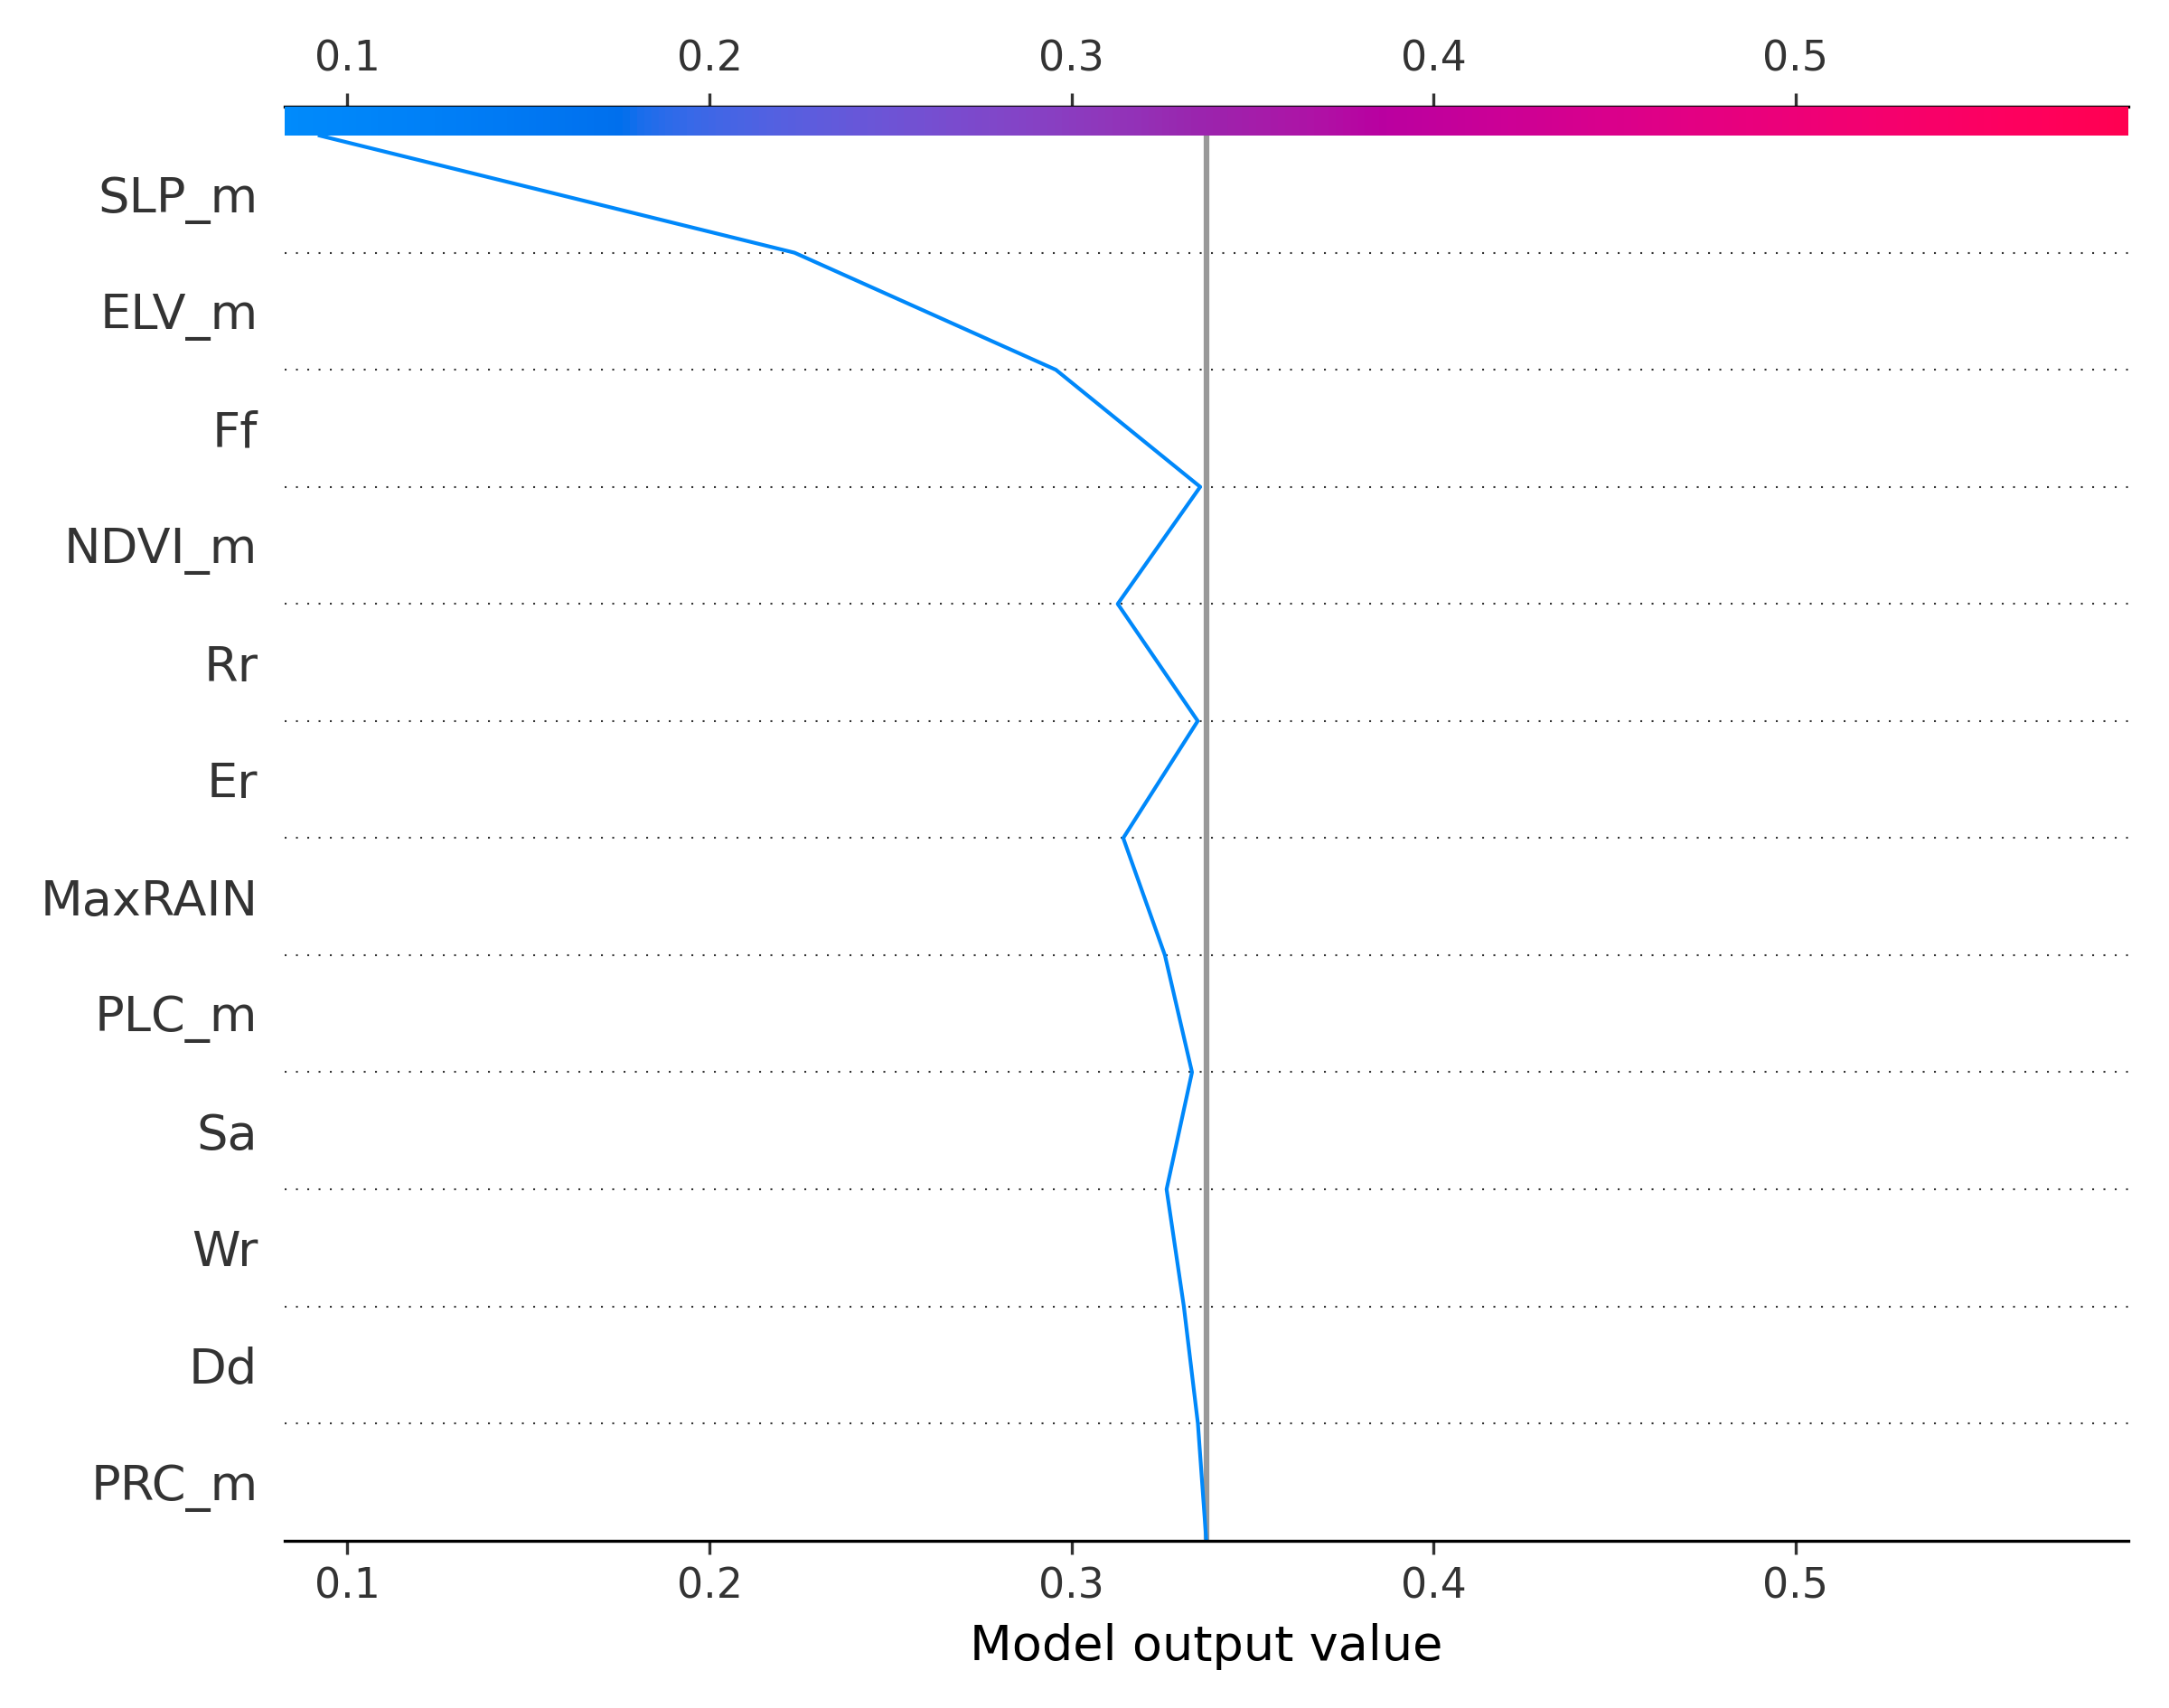 0.1 0.2 0.3 0.4 0.5
SLP_m
ELV_m
Ff
NDVI_m
Rr
Er
MaxRAIN
PLC_m
Sa
Wr
Dd
PRC_m
0.1 0.2 0.3 0.4 0.5
Model output value